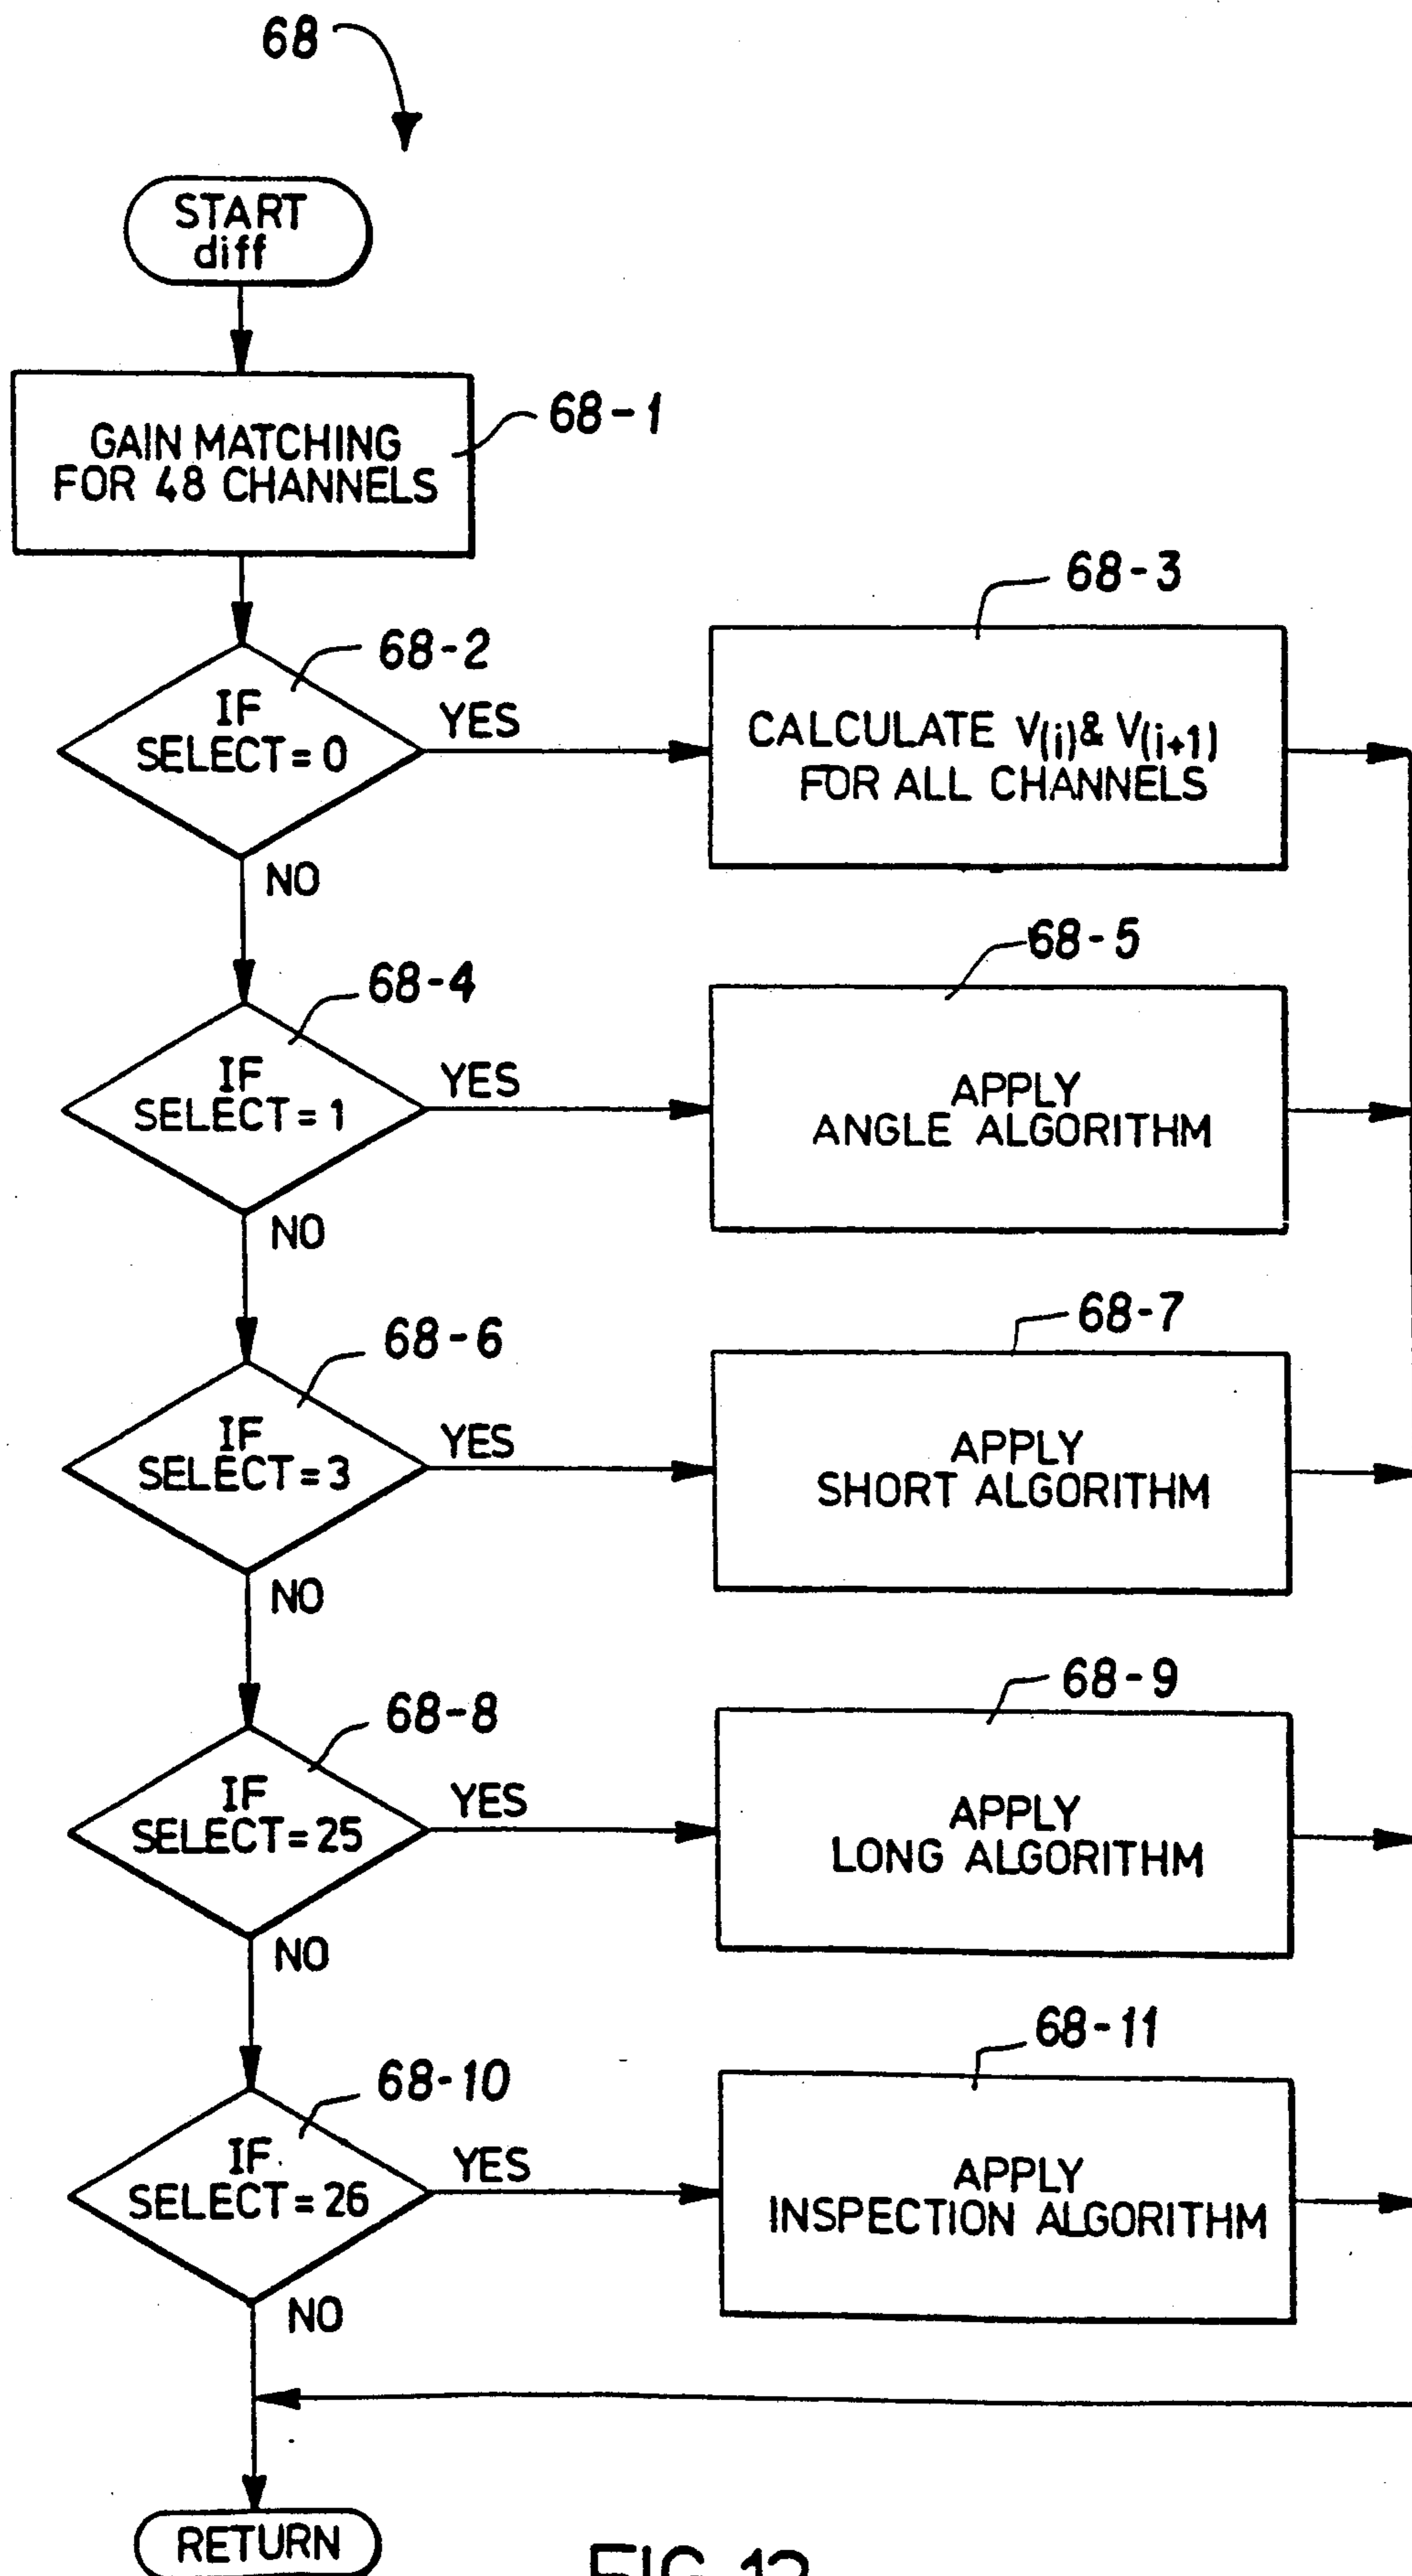 68
START
diff
68-1
GAIN MATCHING
FOR 48 CHANNELS
68-2
IF
SELECT=0
YES
NO
68-3
CALCULATE V(i)& V(i+1)
FOR ALL CHANNELS
68-4
IF
SELECT=1
YES
NO
68-5
APPLY
ANGLE ALGORITHM
68-6
IF
SELECT=3
YES
NO
68-7
APPLY
SHORT ALGORITHM
68-8
IF
SELECT=25
YES
NO
68-9
APPLY
LONG ALGORITHM
68-10
IF
SELECT=26
YES
NO
68-11
APPLY
INSPECTION ALGORITHM
RETURN
FIG.